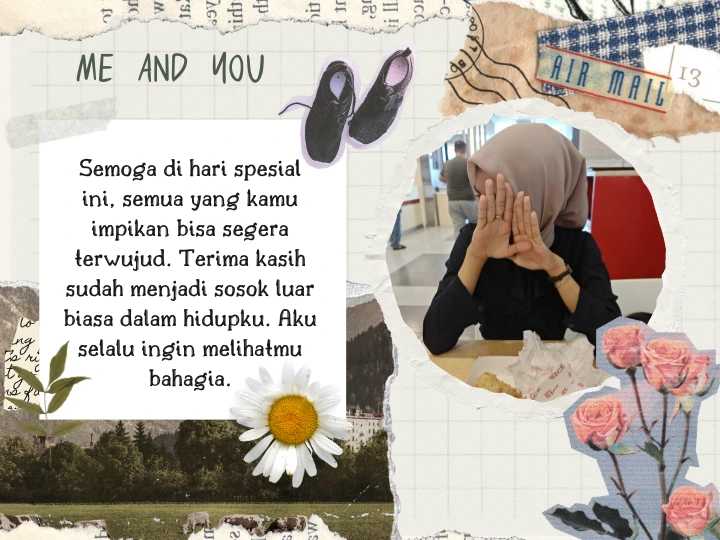 ME AND YOU
AIR MAIL
13
Semoga di hari spesial
ini, semua yang kamu
impikan bisa segera
terwujud. Terima kasih
sudah menjadi sosok luar
biasa dalam hidupku. Aku
selalu ingin melihatmu
bahagia.